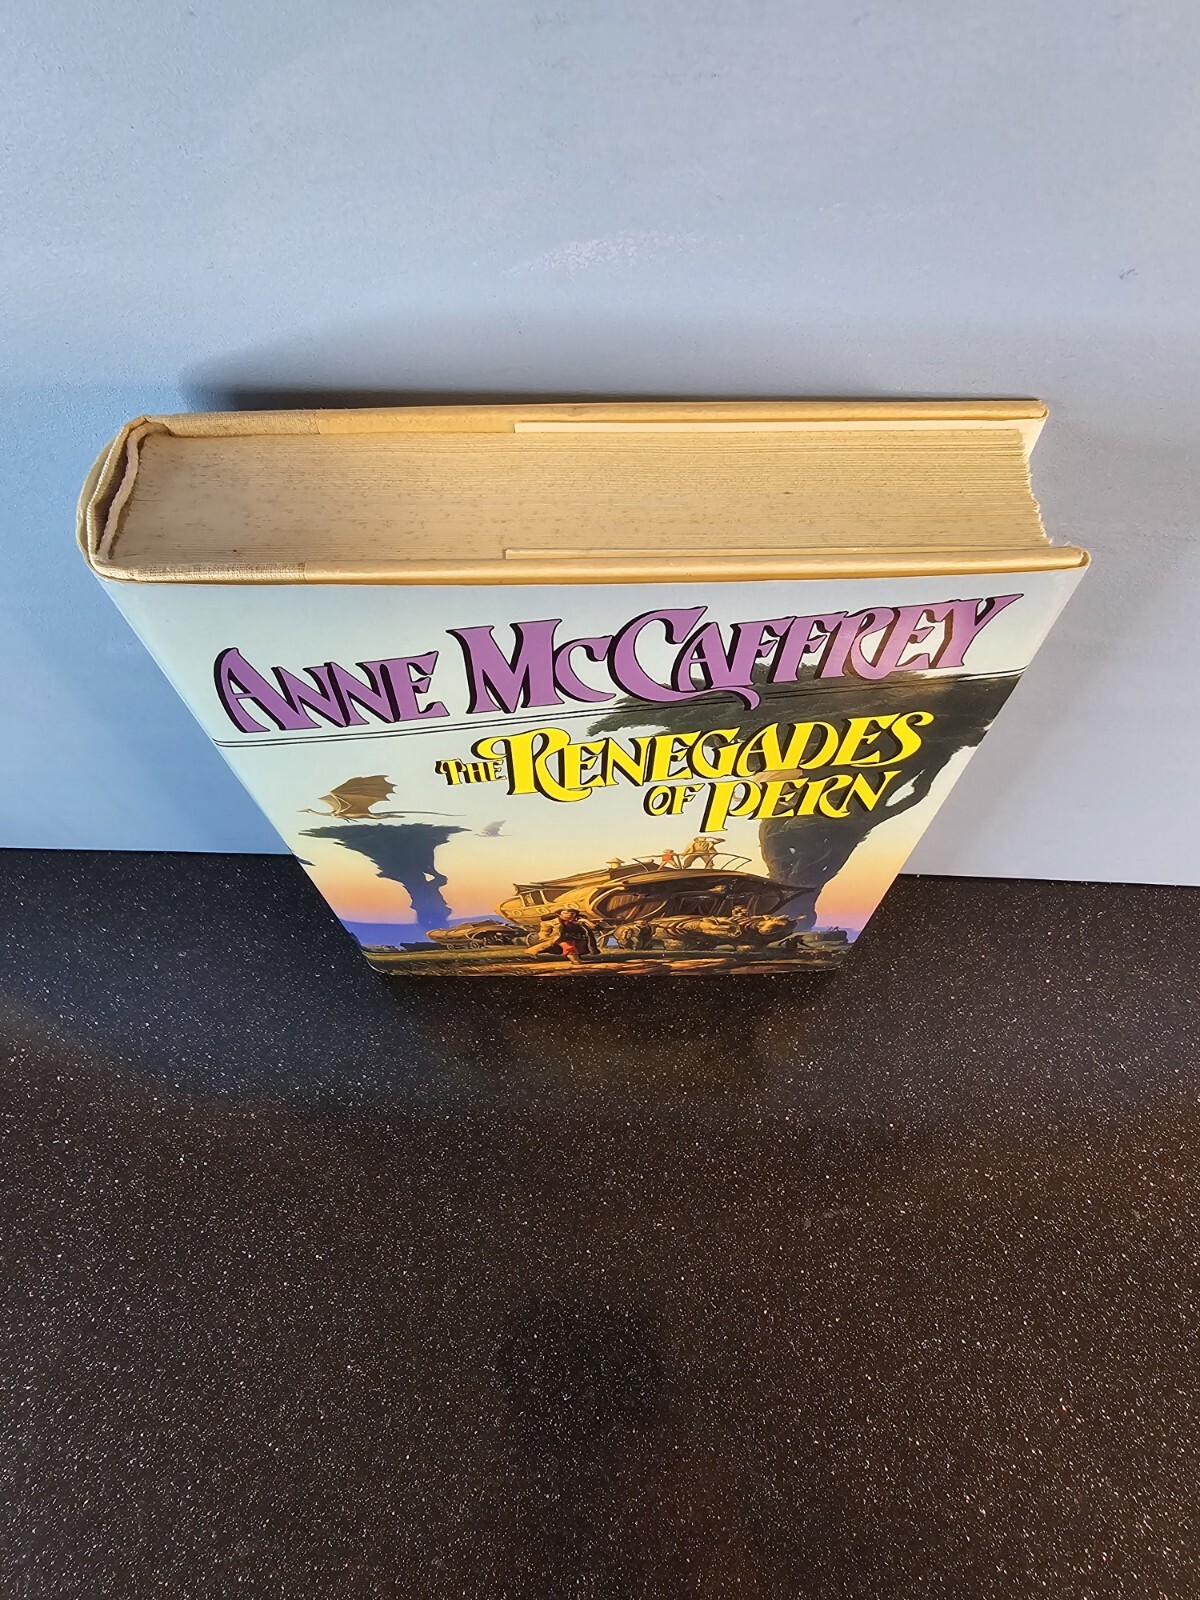 ANNE MCCAFFREY
THE RENEGADES
OF PERN